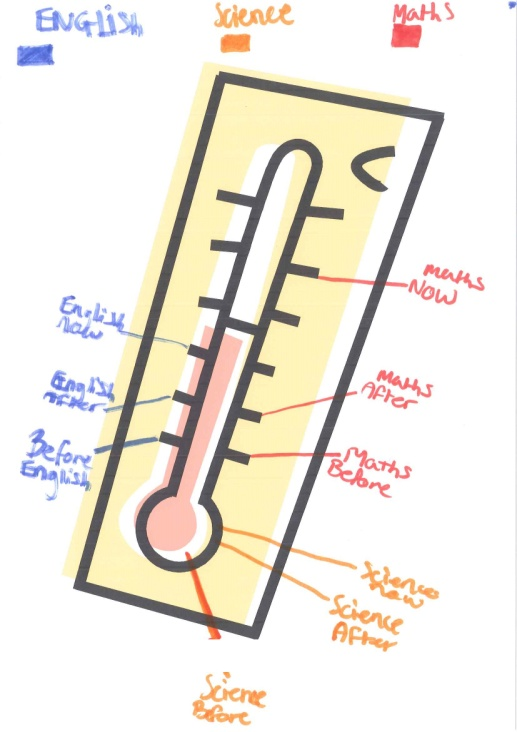 ENGLISH
Science
Maths
Maths
Now
English
Now
English
After
Maths
After
Before
English
Maths
Before
Science
New
Science
After
Science
Before